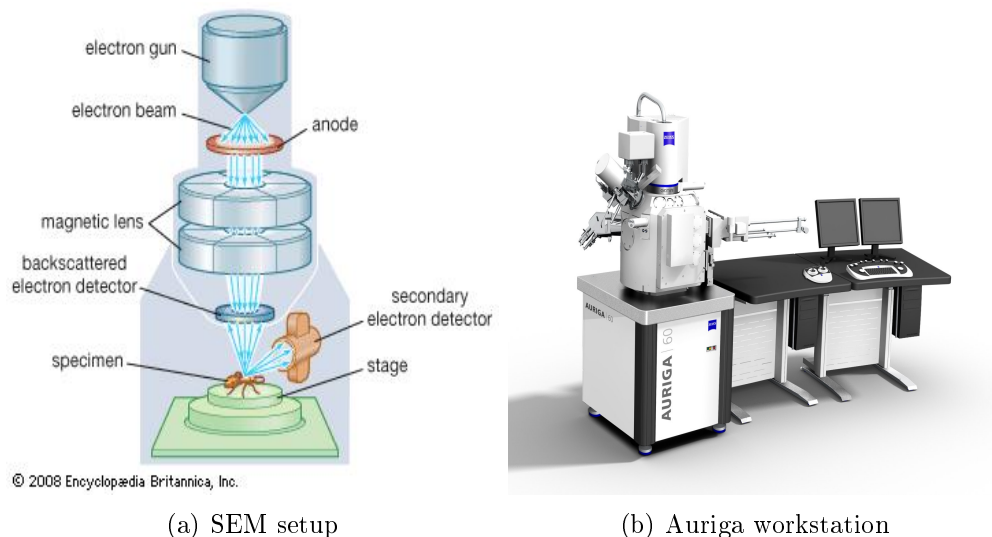 electron gun
electron beam
anode
magnetic lens
backscattered
electron detector
secondary
electron detector
specimen
stage
© 2008 Encyclopædia Britannica, Inc.
AURIGA | 60
(a) SEM setup
(b) Auriga workstation